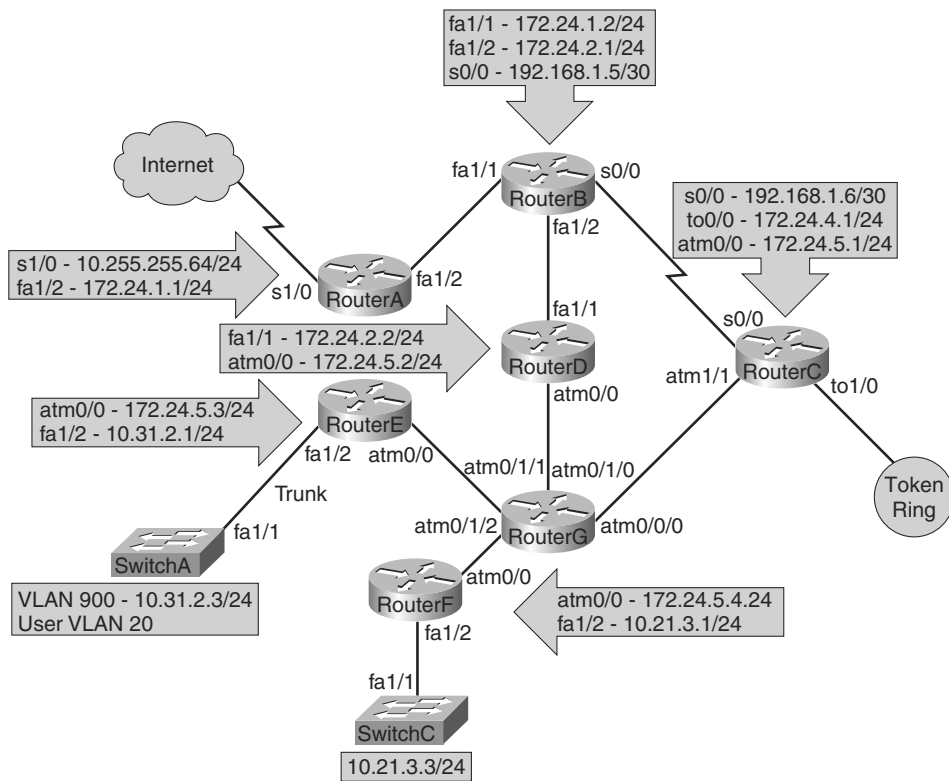 fa1/1 - 172.24.1.2/24
fa1/2 - 172.24.2.1/24
s0/0 - 192.168.1.5/30
Internet
fa1/1
s0/0
RouterB
fa1/2
s0/0 - 192.168.1.6/30
to0/0 - 172.24.4.1/24
atm0/0 - 172.24.5.1/24
s1/0 - 10.255.255.64/24
fa1/2 - 172.24.1.1/24
s1/0
fa1/2
RouterA
fa1/1
s0/0
fa1/1 - 172.24.2.2/24
atm0/0 - 172.24.5.2/24
RouterD
RouterC
atm1/1
to1/0
atm0/0
atm0/0 - 172.24.5.3/24
fa1/2 - 10.31.2.1/24
RouterE
fa1/2
atm0/0
atm0/1/1
atm0/1/0
Trunk
Token
Ring
fa1/1
atm0/1/2
RouterG
atm0/0/0
SwitchA
VLAN 900 - 10.31.2.3/24
User VLAN 20
atm0/0
RouterF
atm0/0 - 172.24.5.4.24
fa1/2 - 10.21.3.1/24
fa1/2
fa1/1
SwitchC
10.21.3.3/24